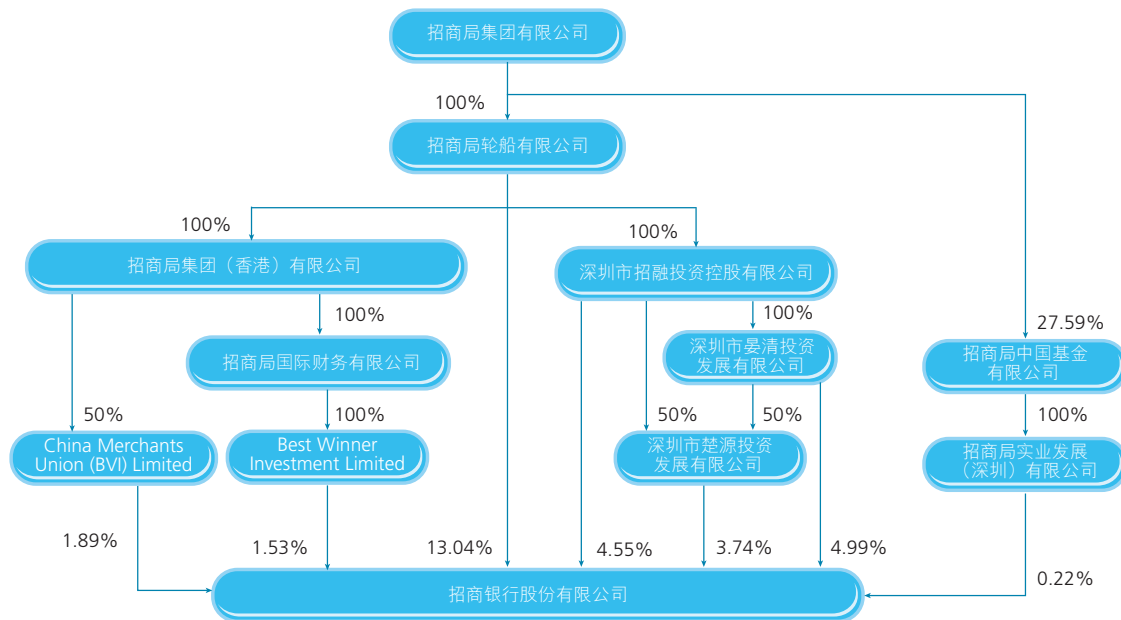 招商局集团有限公司
100%
招商局轮船有限公司
100%
100%
招商局集团（香港）有限公司
深圳市招融投资控股有限公司
100%
100%
27.59%
招商局国际财务有限公司
深圳市晏清投资
发展有限公司
招商局中国基金
有限公司
50%
100%
50%
50%
100%
China Merchants
Union (BVI) Limited
Best Winner
Investment Limited
深圳市楚源投资
发展有限公司
招商局实业发展
（深圳）有限公司
1.89%
1.53%
13.04%
4.55%
3.74%
4.99%
0.22%
招商银行股份有限公司